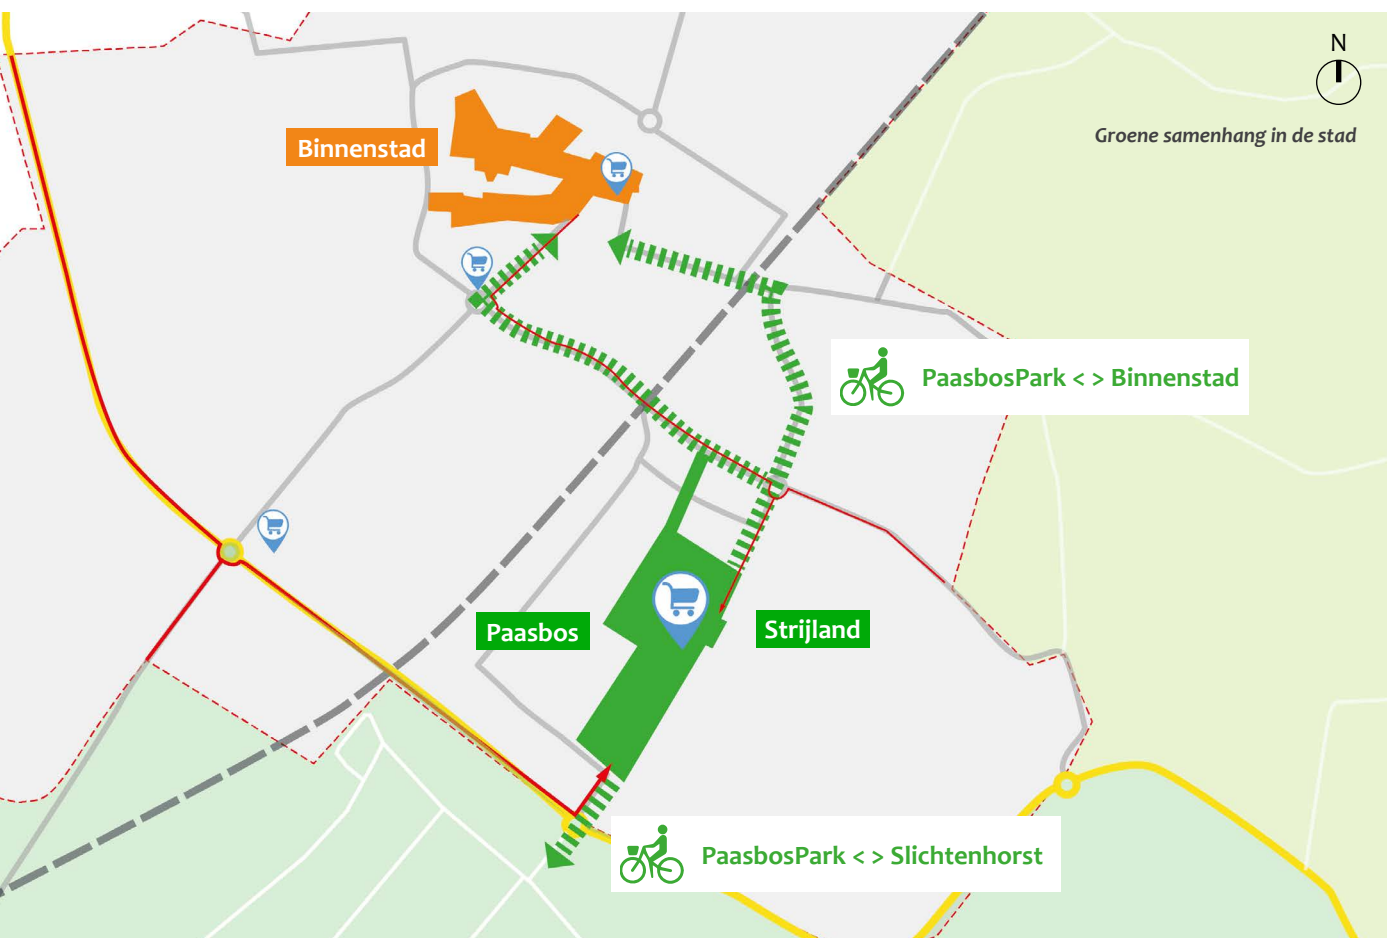 N
Groene samenhang in de stad
Binnenstad
PaasbosPark < > Binnenstad
Paasbos
Strijland
PaasbosPark < > Slichtenhorst